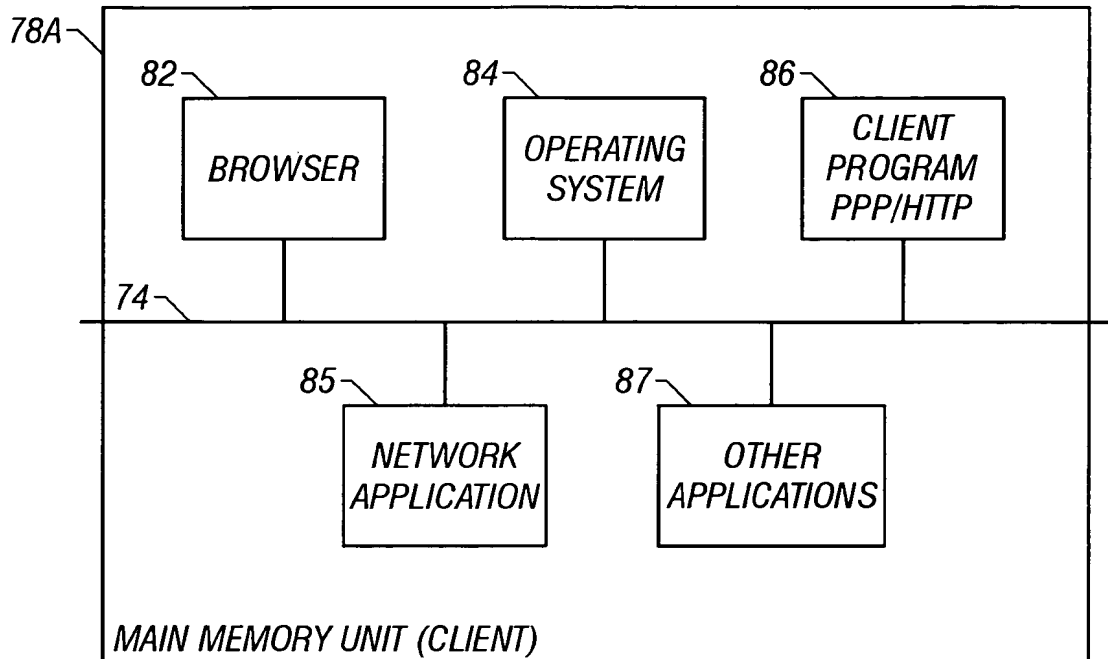 78A
82
84
86
BROWSER
OPERATING
SYSTEM
CLIENT
PROGRAM
PPP/HTTP
74
85
87
NETWORK
APPLICATION
OTHER
APPLICATIONS
MAIN MEMORY UNIT (CLIENT)